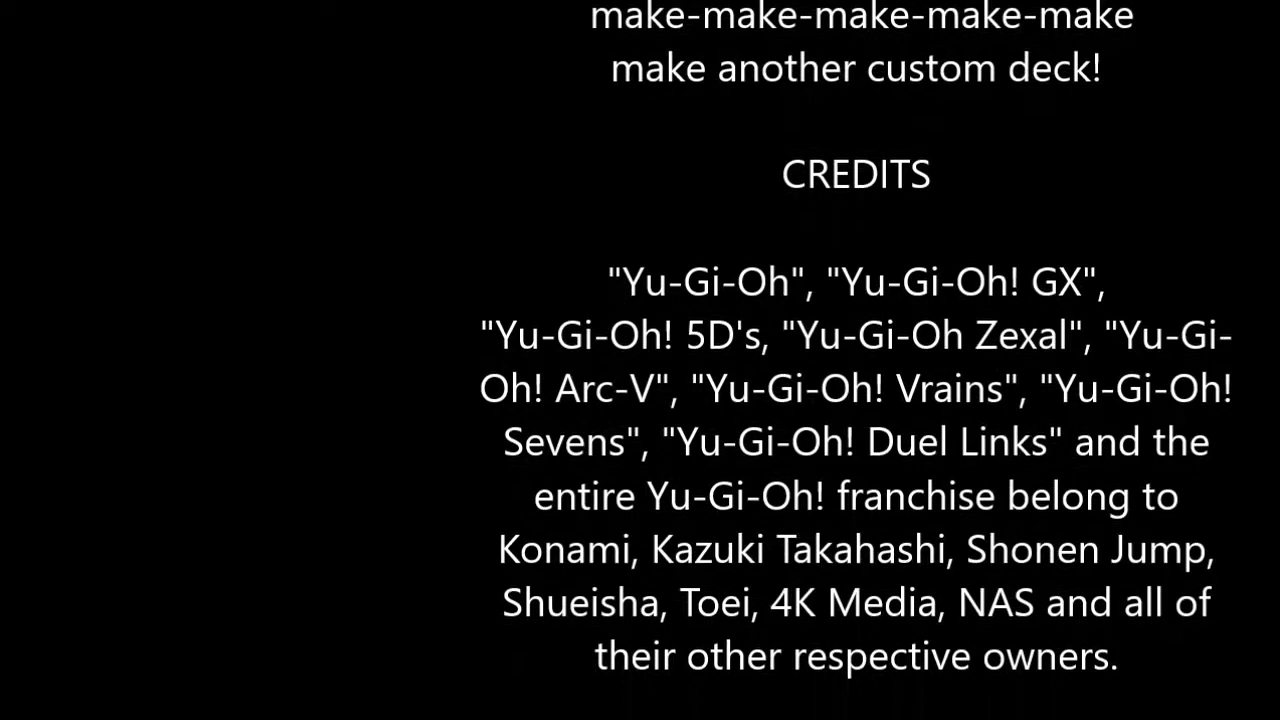 make-make-make-make-make
make another custom deck!
CREDITS
"Yu-Gi-Oh", "Yu-Gi-Oh! GX",
"Yu-Gi-Oh! 5D's, "Yu-Gi-Oh Zexal", "Yu-Gi-
Oh! Arc-V", "Yu-Gi-Oh! Vrains", "Yu-Gi-Oh!
Sevens", "Yu-Gi-Oh! Duel Links" and the
entire Yu-Gi-Oh! franchise belong to
Konami, Kazuki Takahashi, Shonen Jump,
Shueisha, Toei, 4K Media, NAS and all of
their other respective owners.